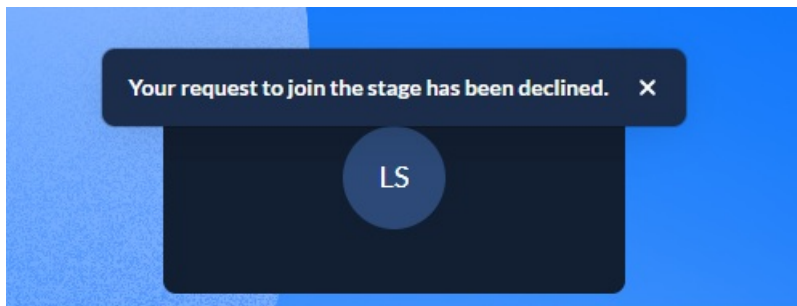 Your request to join the stage has been declined. ×
LS